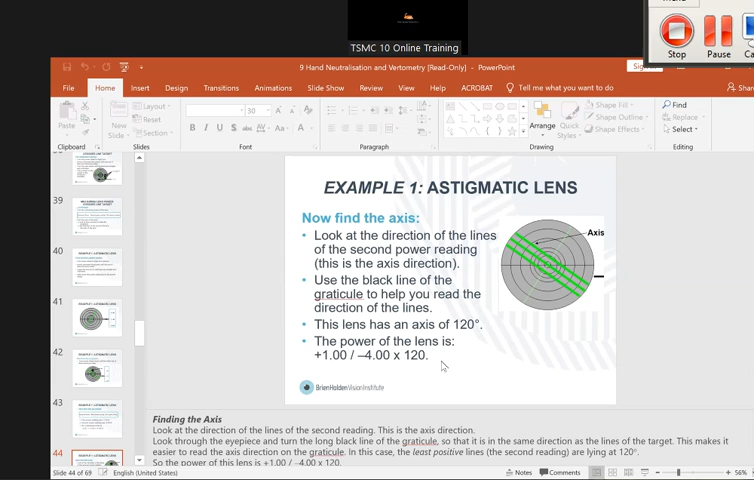 Menu
TSMC 10 Online Training
Stop
Pause
9 Hand Neutralisation and Vertometry [Read-Only] - PowerPoint
File
Home
Insert
Design
Transitions
Animations
Slide Show
Review
View
Help
ACROBAT
Tell me what you want to do
Paste
New
Slide
Layout
Reset
Section
30
Arrange
Quick
Styles
Shape Fill
Shape Outline
Shape Effects
Find
Replace
Select
Clipboard
Slides
Font
Paragraph
Drawing
Editing
39
40
41
42
43
44
EXAMPLE 1: ASTIGMATIC LENS
Now find the axis:
• Look at the direction of the lines
of the second power reading
(this is the axis direction).
• Use the black line of the
graticule to help you read the
direction of the lines.
• This lens has an axis of 120°.
• The power of the lens is:
+1.00 / –4.00 x 120.
Axis
BrienHoldenVisionInstitute
Finding the Axis
Look at the direction of the lines of the second reading. This is the axis direction.
Look through the eyepiece and turn the long black line of the graticule, so that it is in the same direction as the lines of the target. This makes it
easier to read the axis direction on the graticule. In this case, the least positive lines (the second reading) are lying at 120°.
So the power of this lens is +1.00 / –4.00 x 120.
Slide 44 of 69
English (United States)
Notes
Comments
56%